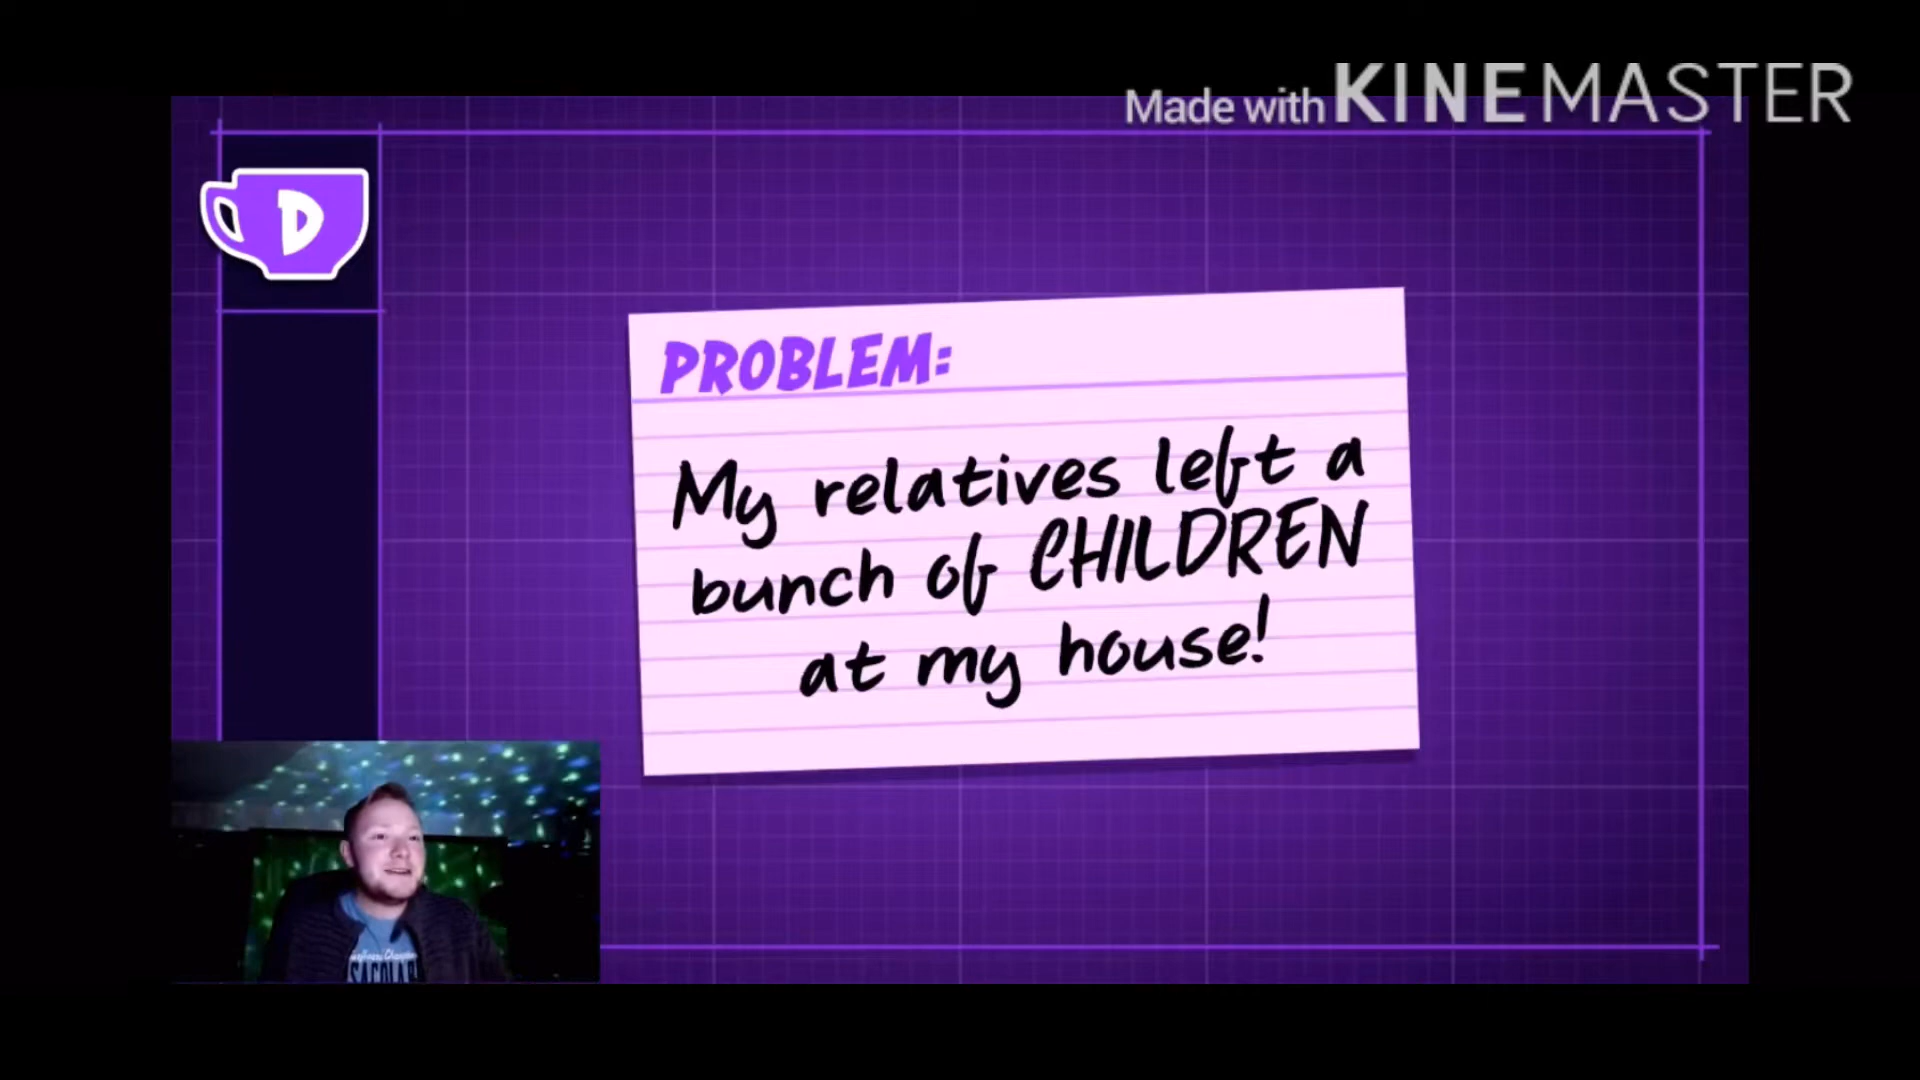 Made with KINEMASTER
D
PROBLEM:
My relatives left a
bunch of CHILDREN
at my house!